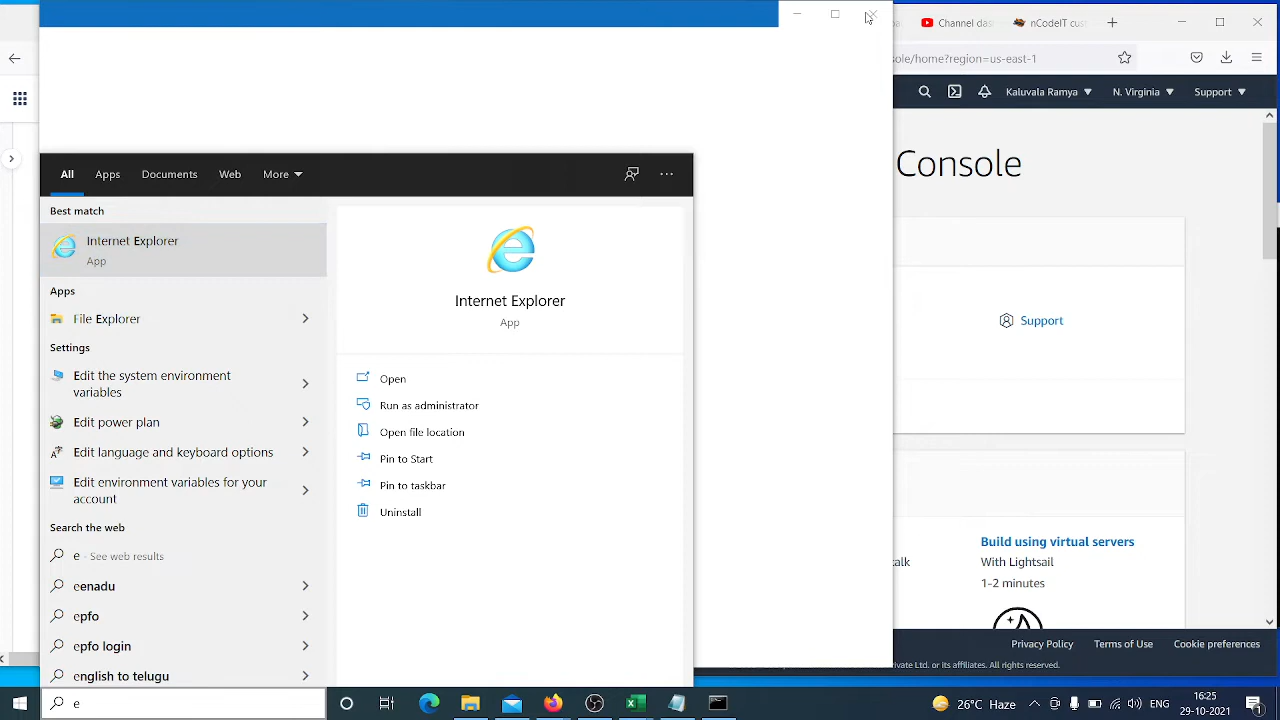 Channel das
nCodeIT cus
ole/home?region=us-east-1
Kaluvala Ramya
N. Virginia
Support
Console
All
Apps
Documents
Web
More
Best match
Internet Explorer
App
Apps
File Explorer
Settings
Edit the system environment
variables
Edit power plan
Edit language and keyboard options
Edit environment variables for your
account
Search the web
e - See web results
eenadu
epfo
epfo login
english to telugu
Internet Explorer
App
Open
Run as administrator
Open file location
Pin to Start
Pin to taskbar
Uninstall
Support
Build using virtual servers
alk
With Lightsail
1-2 minutes
Privacy Policy
Terms of Use
Cookie preferences
vate Ltd. or its affiliates. All rights reserved.
e
26°C Haze
ENG
16:25
29-10-2021
1